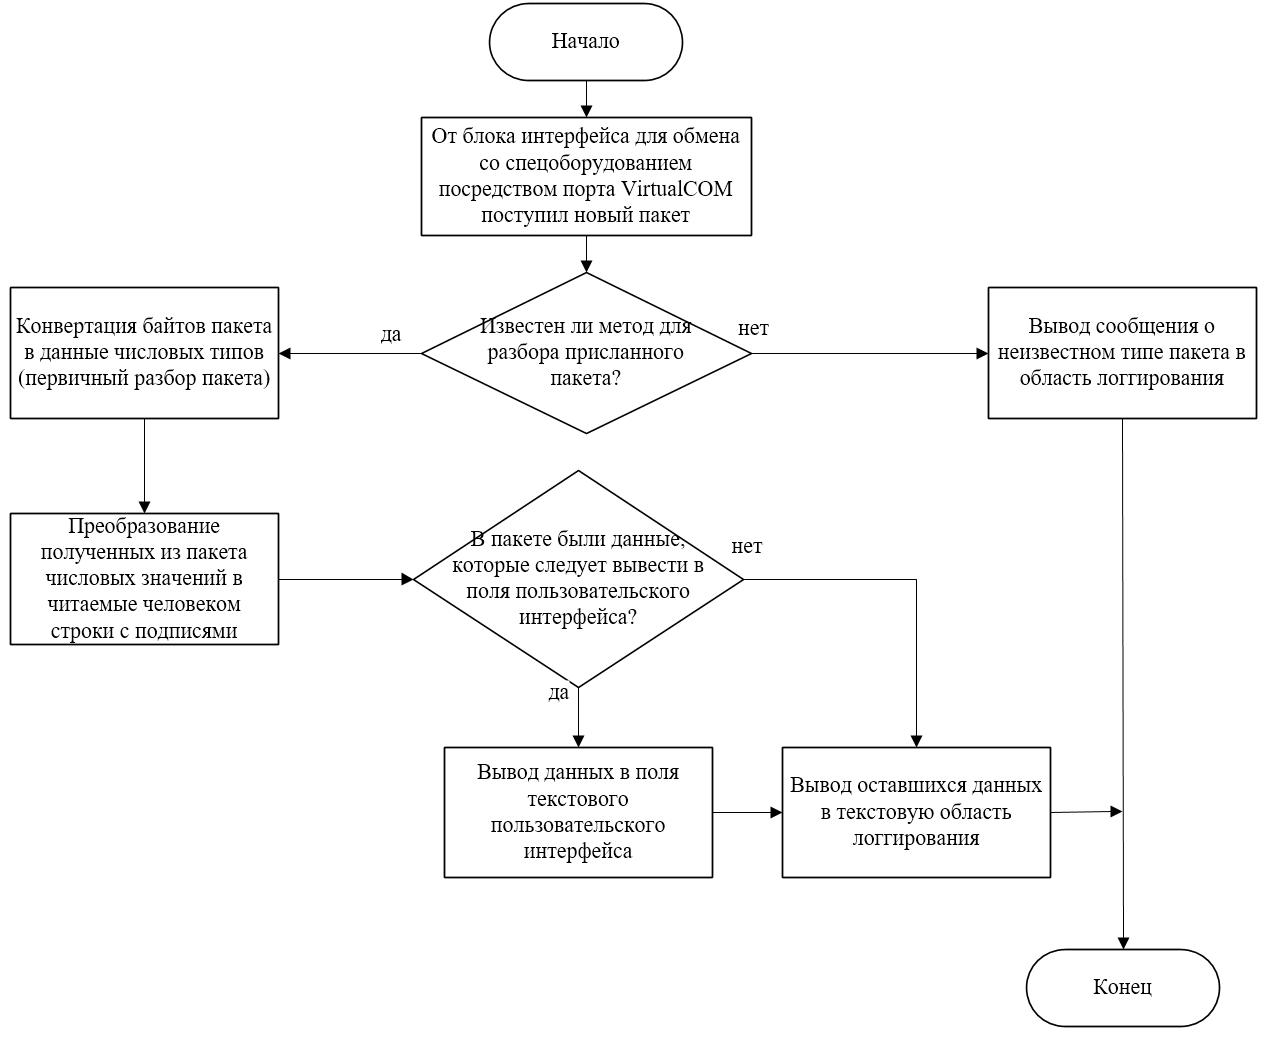 Начало
От блока интерфейса для обмена
со спецоборудованием
посредством порта VirtualCOM
поступил новый пакет
Конвертация байтов пакета
в данные числовых типов
(первичный разбор пакета)
да
Известен ли метод для
разбора присланного
пакета?
нет
Вывод сообщения о
неизвестном типе пакета в
область логгирования
Преобразование
полученных из пакета
числовых значений в
читаемые человеком
строки с подписями
В пакете были данные,
которые следует вывести в
поля пользовательского
интерфейса?
нет
да
Вывод данных в поля
текстового
пользовательского
интерфейса
Вывод оставшихся данных
в текстовую область
логгирования
Конец